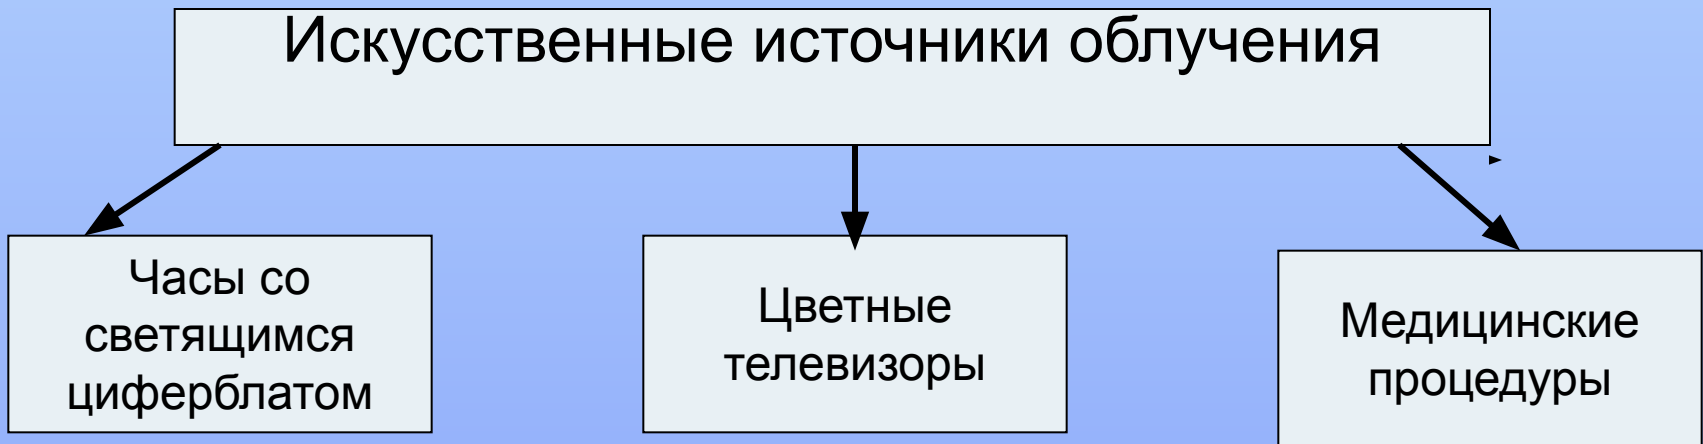 Искусственные источники облучения
Часы со
светящимся
циферблатом
Цветные
телевизоры
Медицинские
процедуры